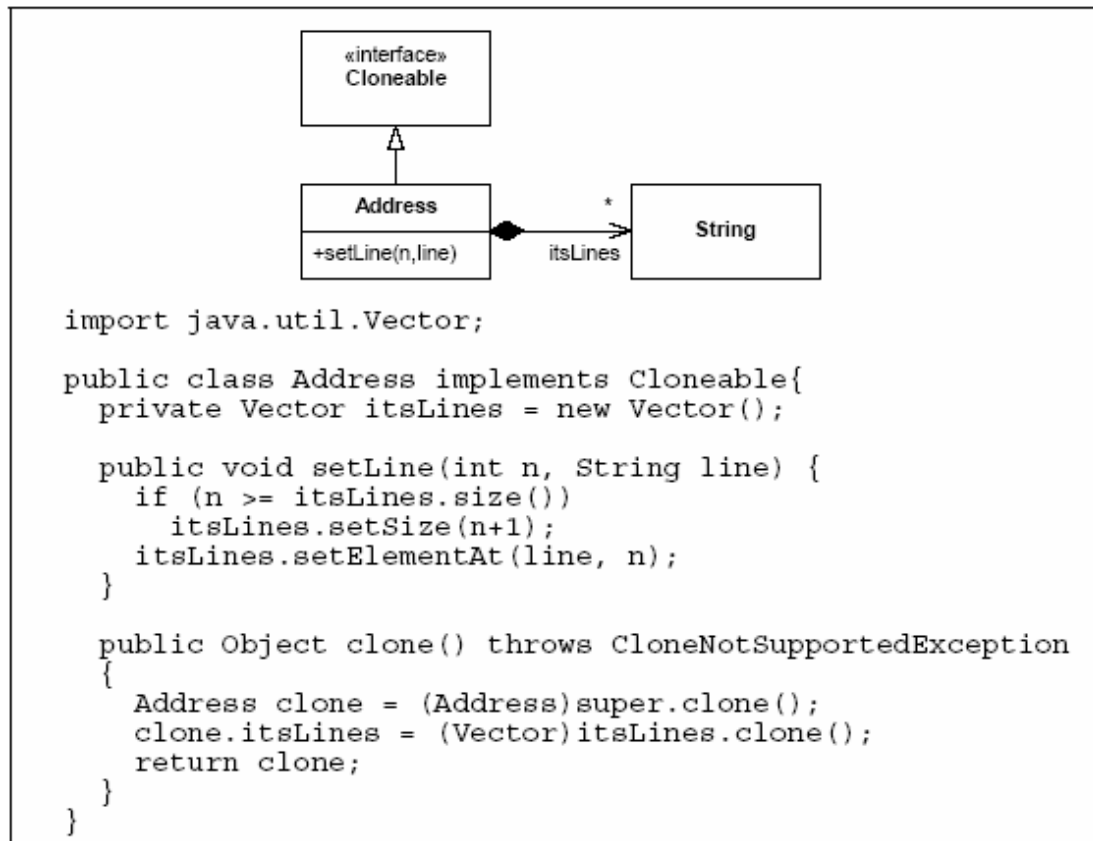 «interface»
Cloneable
Address
+setLine(n,line)
*
itsLines
String
import java.util.Vector;
public class Address implements Cloneable{
private Vector itsLines = new Vector();
public void setLine(int n, String line) {
if (n >= itsLines.size())
itsLines.setSize(n+1);
itsLines.setElementAt(line, n);
}
public Object clone() throws CloneNotSupportedException
{
Address clone = (Address)super.clone();
clone.itsLines = (Vector)itsLines.clone();
return clone;
}
}